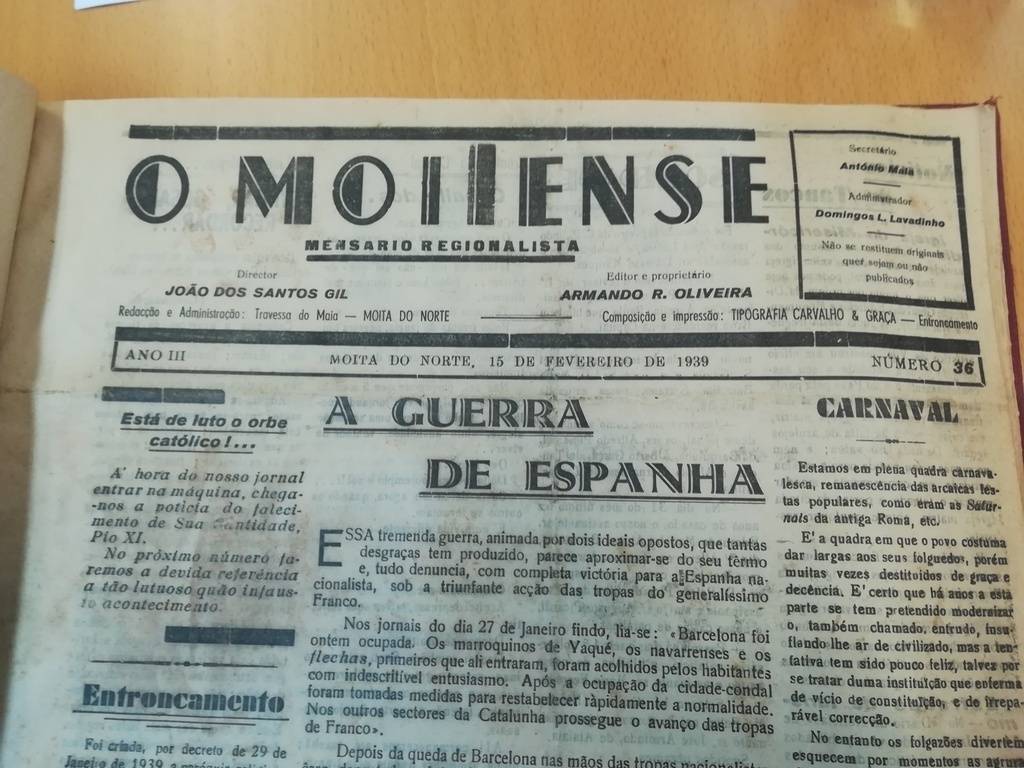 O MOITENSE
MENSARIO REGIONALISTA
Director
JOÃO DOS SANTOS GIL
Editor e proprietário
ARMANDO R. OLIVEIRA
Redacção e Administração: Travessa do Maia — MOITA DO NORTE
Composição e impressão: TIPOGRAFIA CARVALHO & GRAÇA — Entroncamento
Secretário
António Maia
Administrador
Domingos L. Lavadinho
Não se restituem originais
quer sejam ou não
publicados
ANO III
MOITA DO NORTE, 15 DE FEVEREIRO DE 1939
NÚMERO 36
Está de luto o orbe
católico!...
A' hora do nosso jornal
entrar na máquina, chega-
-nos a noticia do faleci-
mento de Sua Santidade,
Pio XI.
No próximo número fa-
remos a devida referência
a tão lutuoso quão infaus-
to acontecimento.
Entroncamento
Foi criada, por decreto de 29 de
Janeiro de 1939, a
A GUERRA
DE ESPANHA
ESSA tremenda guerra, animada por dois ideais opostos, que tantas
desgraças tem produzido, parece aproximar-se do seu têrmo
e, tudo denuncia, com completa victória para a Espanha na-
cionalista, sob a triunfante acção das tropas do generalíssimo
Franco.
Nos jornais do dia 27 de Janeiro findo, lia-se: «Barcelona foi
ontem ocupada. Os marroquinos de Yaqué, os navarrenses e os
flechas, primeiros que ali entraram, foram acolhidos pelos habitantes
com indescritível entusiasmo. Após a ocupação da cidade-condal
foram tomadas medidas para restabelecer ràpidamente a normalidade.
Nos outros sectores da Catalunha prossegue o avanço das tropas
de Franco».
Depois da queda de Barcelona nas mãos das tropas nacionalistas
CARNAVAL
Estamos em plena quadra carnava-
lesca, remanescência das arcaicas fes-
tas populares, como eram as Satur-
nais da antiga Roma, etc.
E' a quadra em que o povo costuma
dar largas aos seus folguedos, porém
muitas vezes destituidos de graça e
decência. E' certo que há anos a esta
parte se tem pretendido modernizar
o, também chamado, entrudo, insu-
flando lhe ar de civilizado, mas a ten-
tativa tem sido pouco feliz, talvez por
se tratar duma instituição que enferma
de vício de constituição, e de irrepa-
rável correcção.
No entanto os folgazões divertem
esquecem por momentos as agrura